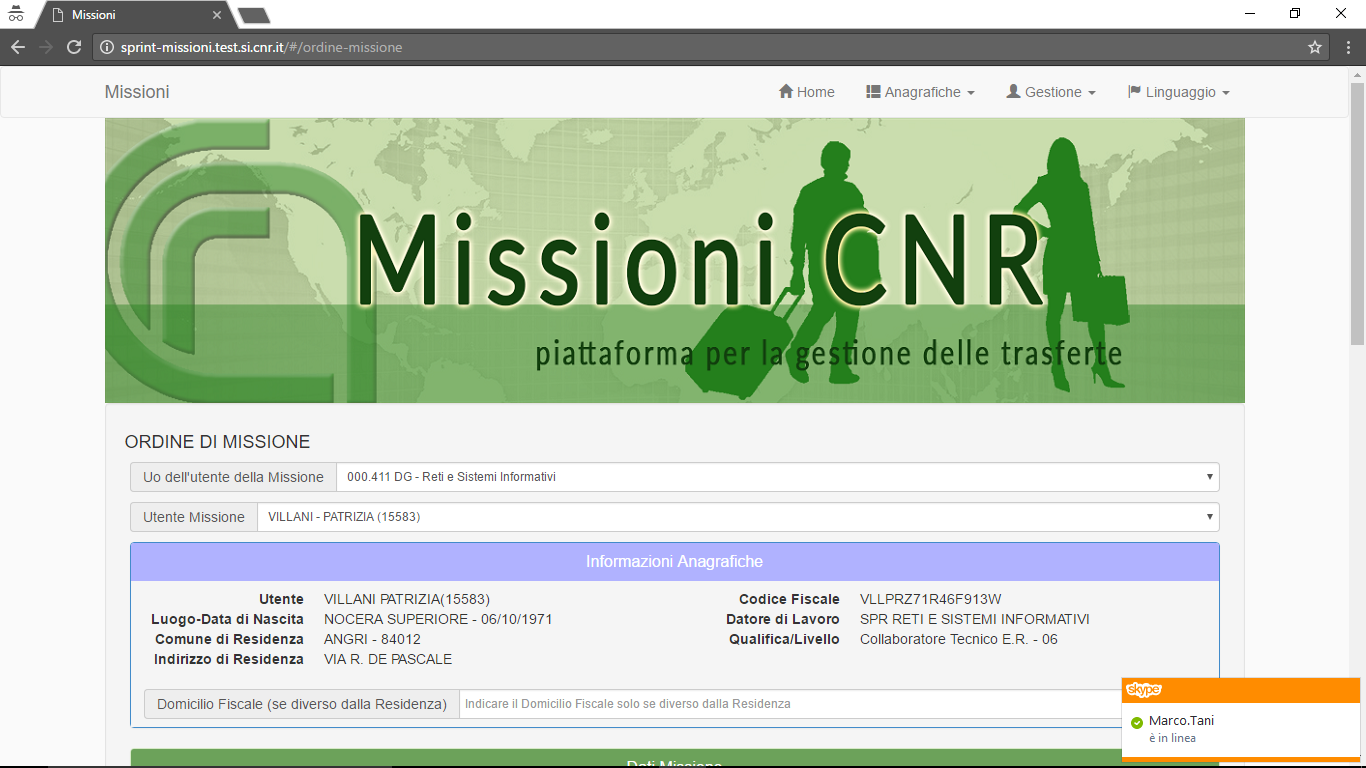 Missioni
sprint-missioni.test.si.cnr.it/#/ordine-missione
Missioni Home Anagrafiche Gestione Linguaggio
Missioni CNR
piattaforma per la gestione delle trasferte
ORDINE DI MISSIONE
Uo dell'utente della Missione 000.411 DG - Reti e Sistemi Informativi
Utente Missione VILLANI - PATRIZIA (15583)
Informazioni Anagrafiche
Utente VILLANI PATRIZIA(15583) Codice Fiscale VLLPRZ71R46F913W
Luogo-Data di Nascita NOCERA SUPERIORE - 06/10/1971 Datore di Lavoro SPR RETI E SISTEMI INFORMATIVI
Comune di Residenza ANGRI - 84012 Qualifica/Livello Collaboratore Tecnico E.R. - 06
Indirizzo di Residenza VIA R. DE PASCALE
Domicilio Fiscale (se diverso dalla Residenza) Indicare il Domicilio Fiscale solo se diverso dalla Residenza
skype
Marco.Tani
è in linea
Dati Missione